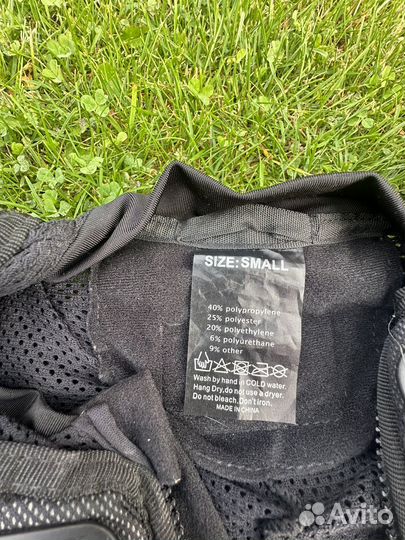 SIZE: SMALL
40% polypropylene
25% polyester
20% polyethylene
6% polyurethane
9% other
Wash by hand in COLD water.
Hang Dry,do not use a dryer.
Do not bleach.Don't iron.
MADE IN CHINA
Avito